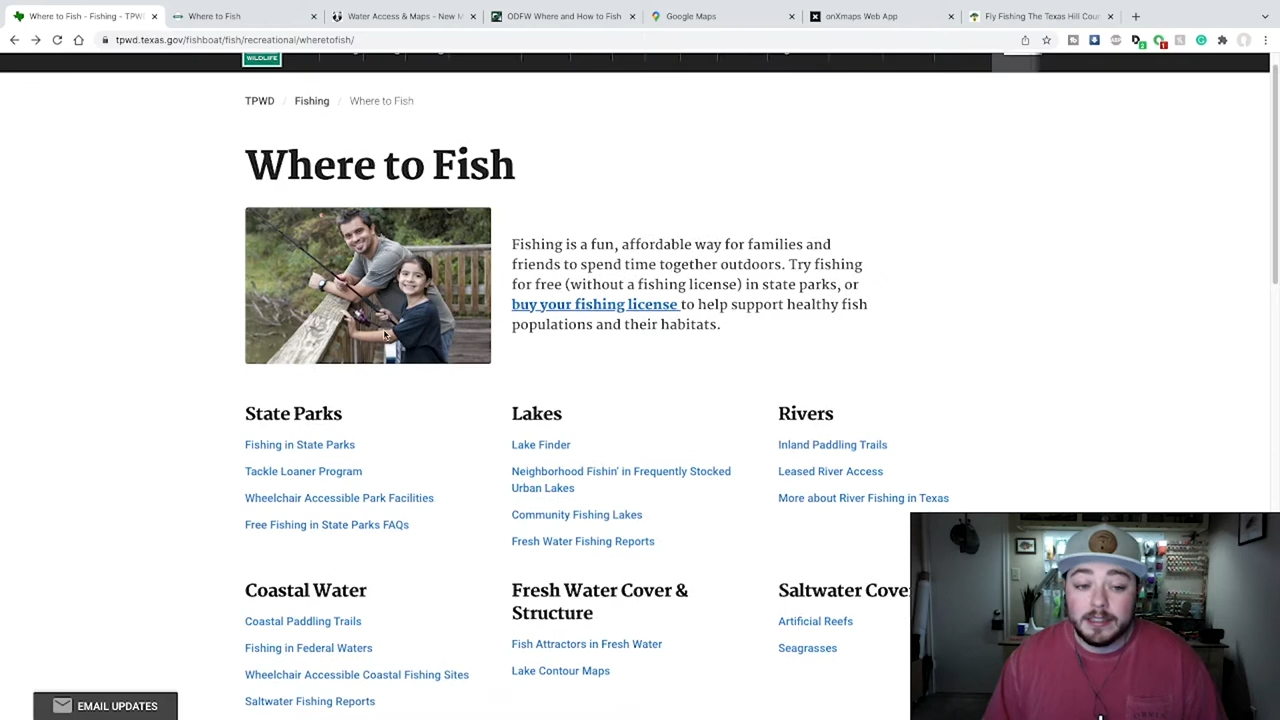 Where to Fish - Fishing - TPWD
Where to Fish
Water Access & Maps - New M
ODFW Where and How to Fish
Google Maps
onXmaps Web App
Fly Fishing The Texas Hill Coun
tpwd.texas.gov/fishboat/fish/recreational/wheretofish/
WILDLIFE
TPWD / Fishing / Where to Fish
Where to Fish
Fishing is a fun, affordable way for families and
friends to spend time together outdoors. Try fishing
for free (without a fishing license) in state parks, or
buy your fishing license to help support healthy fish
populations and their habitats.
State Parks
Fishing in State Parks
Tackle Loaner Program
Wheelchair Accessible Park Facilities
Free Fishing in State Parks FAQs
Lakes
Lake Finder
Neighborhood Fishin' in Frequently Stocked
Urban Lakes
Community Fishing Lakes
Fresh Water Fishing Reports
Rivers
Inland Paddling Trails
Leased River Access
More about River Fishing in Texas
Coastal Water
Coastal Paddling Trails
Fishing in Federal Waters
Wheelchair Accessible Coastal Fishing Sites
Saltwater Fishing Reports
Fresh Water Cover &
Structure
Fish Attractors in Fresh Water
Lake Contour Maps
Saltwater Cove
Artificial Reefs
Seagrasses
EMAIL UPDATES